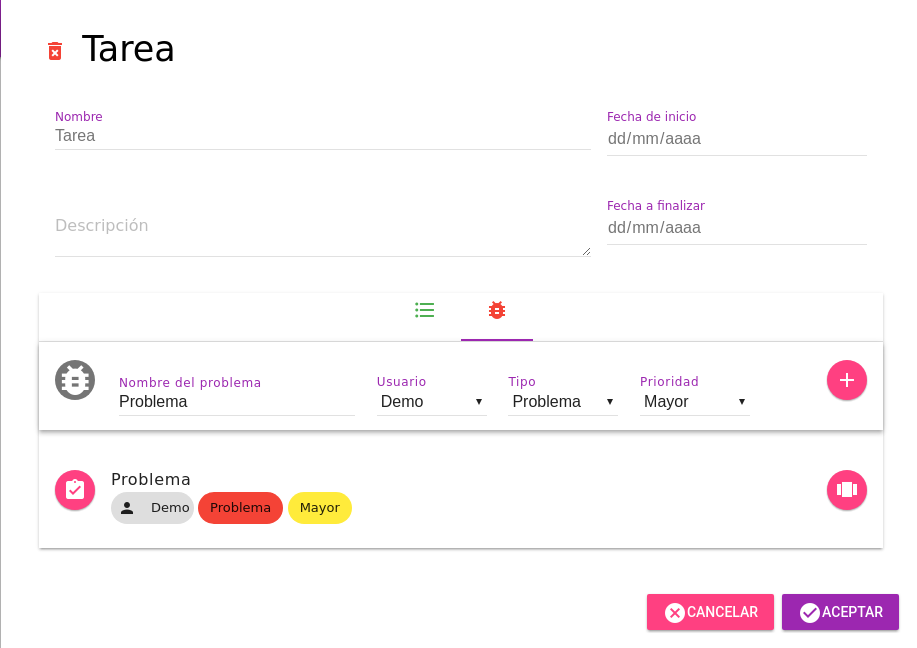 Tarea
Nombre
Tarea
Fecha de inicio
dd/mm/aaaa
Descripción
Fecha a finalizar
dd/mm/aaaa
Nombre del problema
Problema
Usuario
Demo
Tipo
Problema
Prioridad
Mayor
Problema
Demo
Problema
Mayor
CANCELAR
ACEPTAR